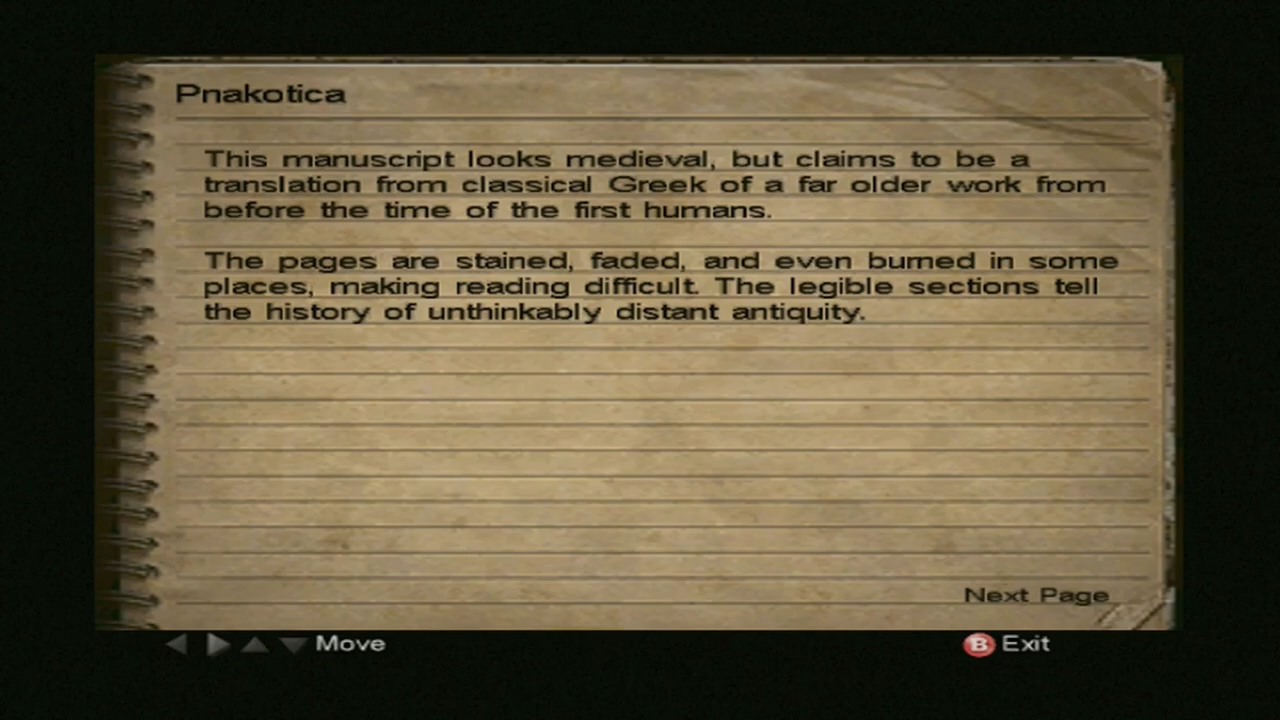 Pnakotica
This manuscript looks medieval, but claims to be a
translation from classical Greek of a far older work from
before the time of the first humans.
The pages are stained, faded, and even burned in some
places, making reading difficult. The legible sections tell
the history of unthinkably distant antiquity.
Next Page
Move
B Exit